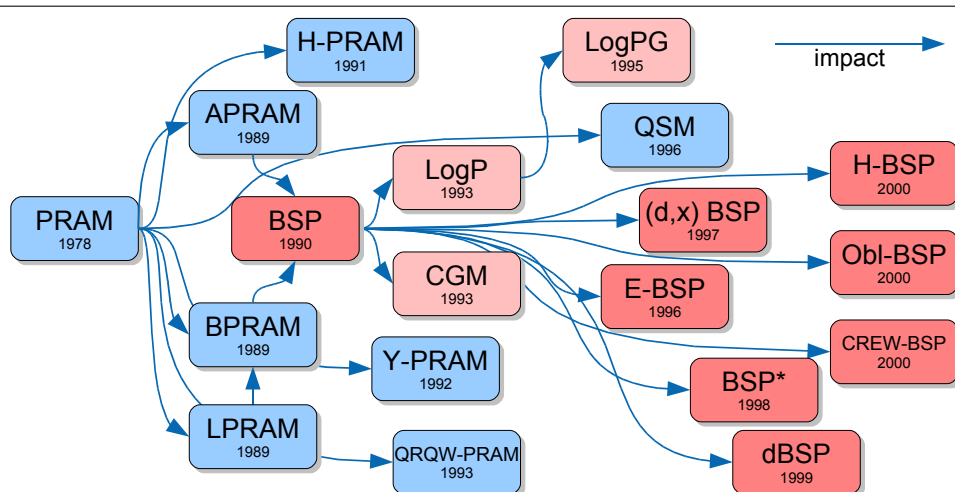 H-PRAM
1991
LogPG
1995
impact
APRAM
1989
QSM
1996
LogP
1993
H-BSP
2000
PRAM
1978
BSP
1990
(d,x) BSP
1997
Obl-BSP
2000
CGM
1993
E-BSP
1996
BPRAM
1989
CREW-BSP
2000
Y-PRAM
1992
BSP*
1998
LPRAM
1989
QRQW-PRAM
1993
dBSP
1999